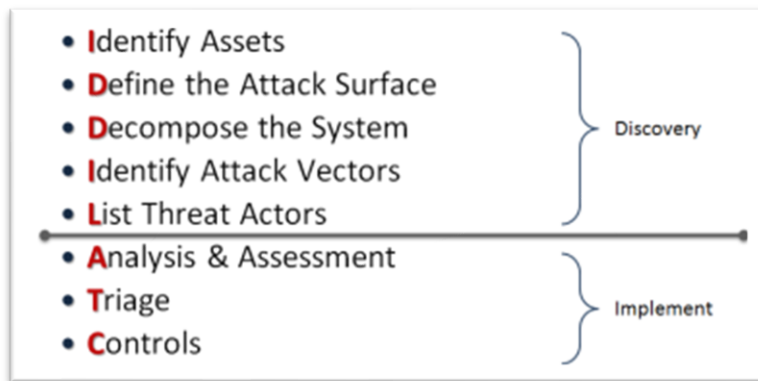 • Identify Assets
• Define the Attack Surface
• Decompose the System
Discovery
• Identify Attack Vectors
• List Threat Actors
• Analysis & Assessment
• Triage
Implement
• Controls